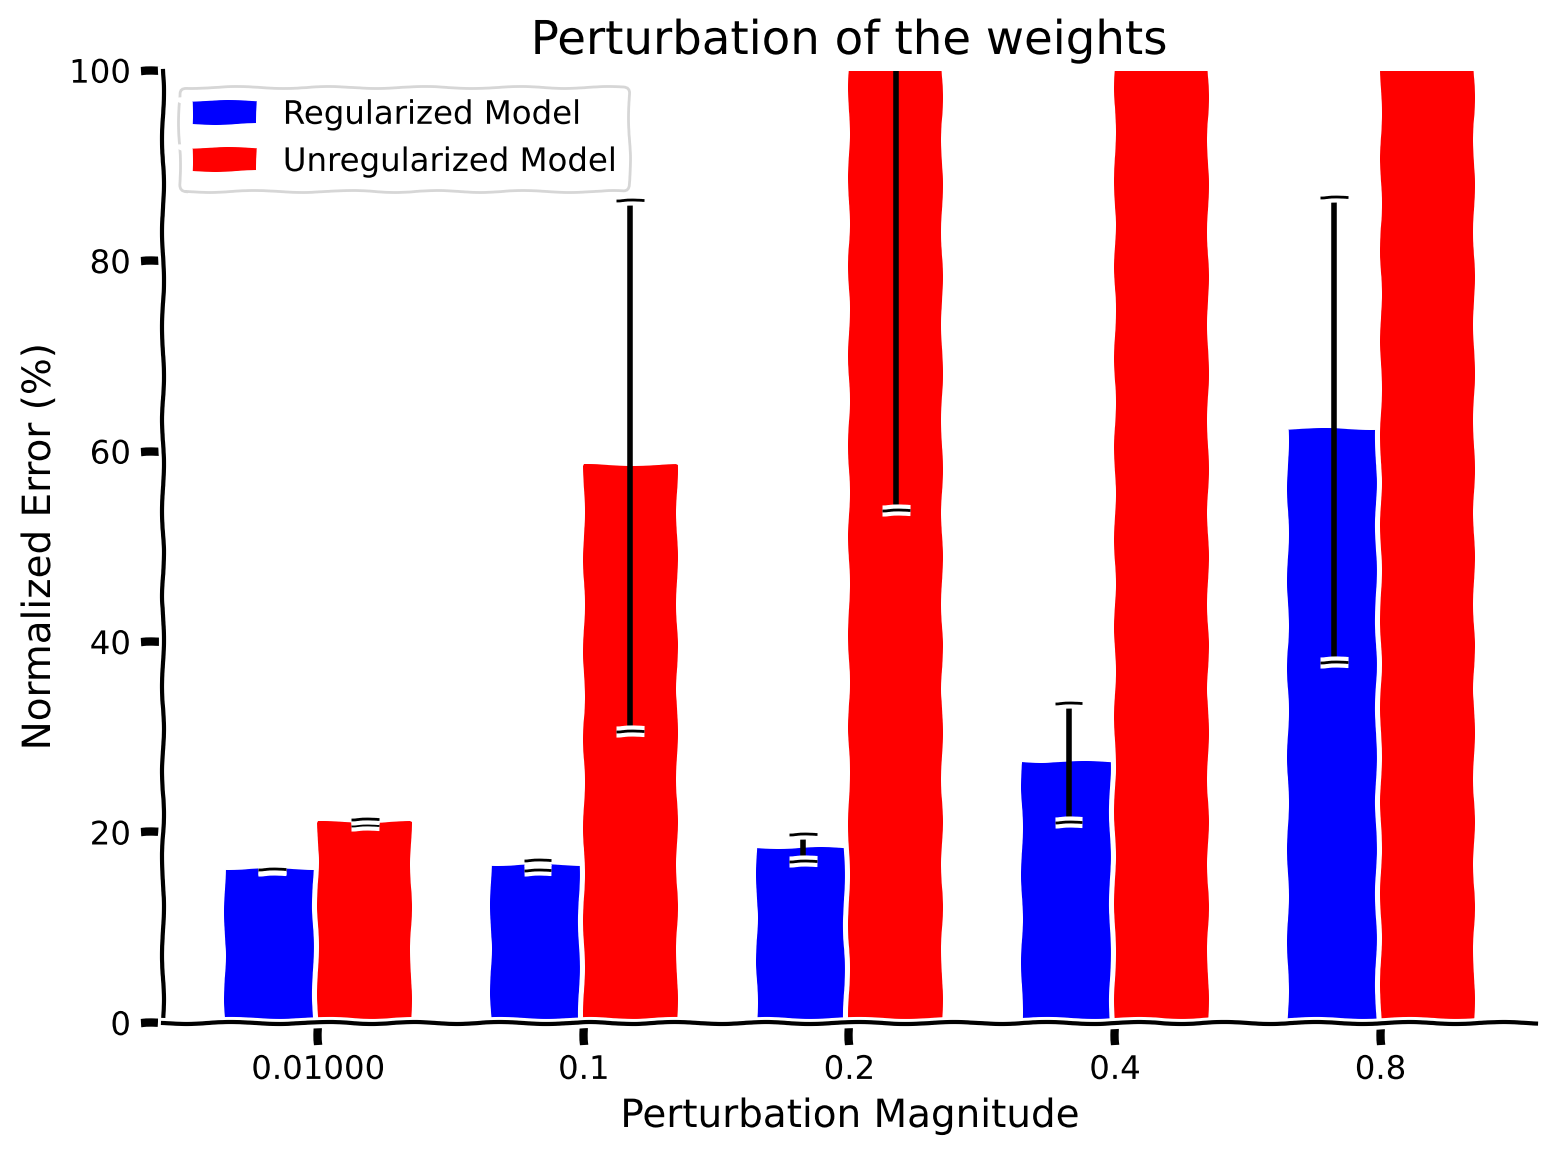 Perturbation of the weights
100
80
60
40
20
0
Normalized Error (%)
Regularized Model
Unregularized Model
0.01000 0.1 0.2 0.4 0.8
Perturbation Magnitude